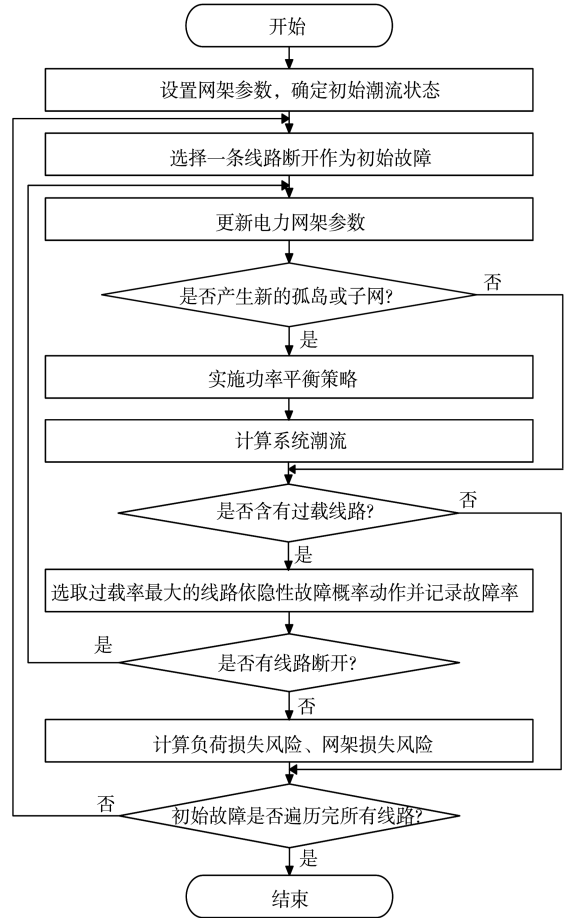 开始
设置网架参数，确定初始潮流状态
选择一条线路断开作为初始故障
更新电力网架参数
是否产生新的孤岛或子网?
否
是
实施功率平衡策略
计算系统潮流
是否含有过载线路?
否
是
选取过载率最大的线路依隐性故障概率动作并记录故障率
是
是否有线路断开?
否
计算负荷损失风险、网架损失风险
否
初始故障是否遍历完所有线路?
是
结束